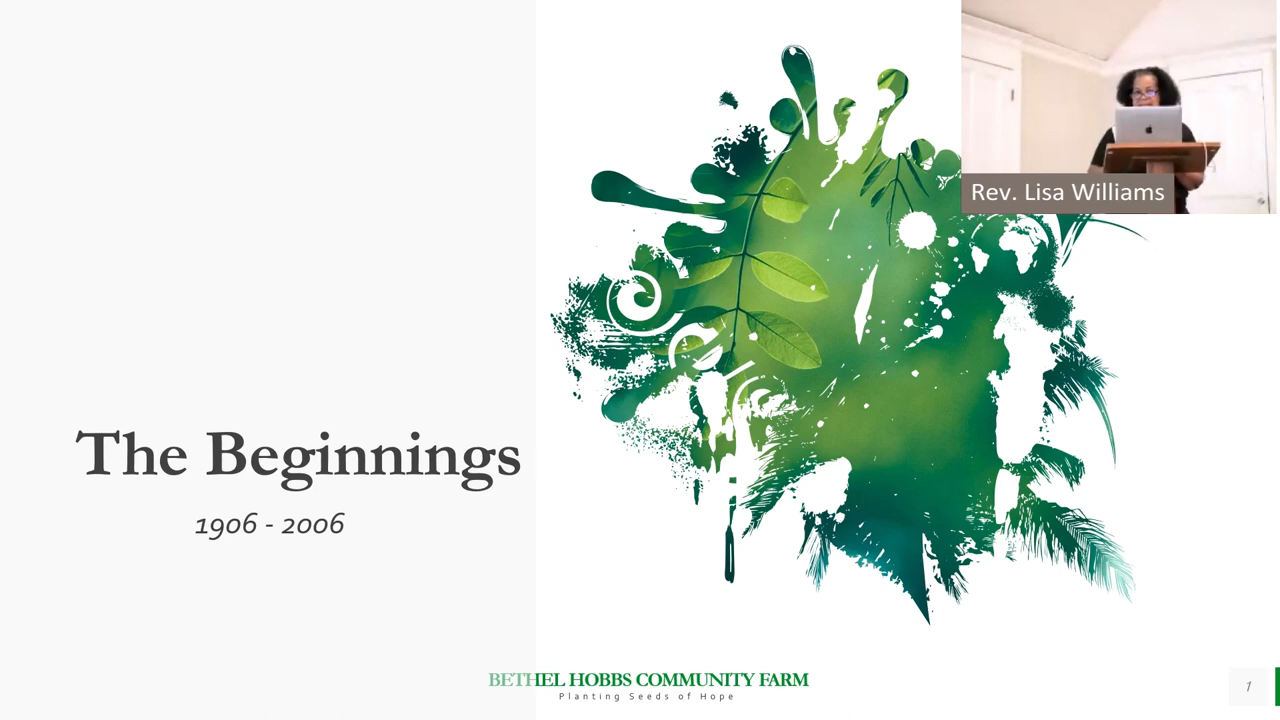 Rev. Lisa Williams
The Beginnings
1906 - 2006
BETHEL HOBBS COMMUNITY FARM
Planting Seeds of Hope
1